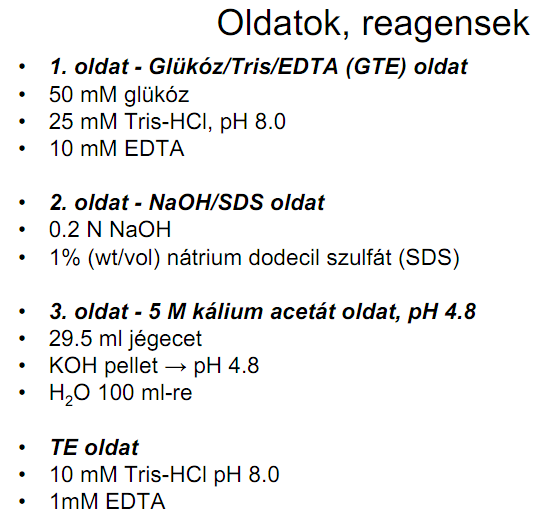 Oldatok, reagensek
• 1. oldat - Glükóz/Tris/EDTA (GTE) oldat
• 50 mM glükóz
• 25 mM Tris-HCl, pH 8.0
• 10 mM EDTA
• 2. oldat - NaOH/SDS oldat
• 0.2 N NaOH
• 1% (wt/vol) nátrium dodecil szulfát (SDS)
• 3. oldat - 5 M kálium acetát oldat, pH 4.8
• 29.5 ml jégecet
• KOH pellet → pH 4.8
• H₂O 100 ml-re
• TE oldat
• 10 mM Tris-HCl pH 8.0
• 1mM EDTA